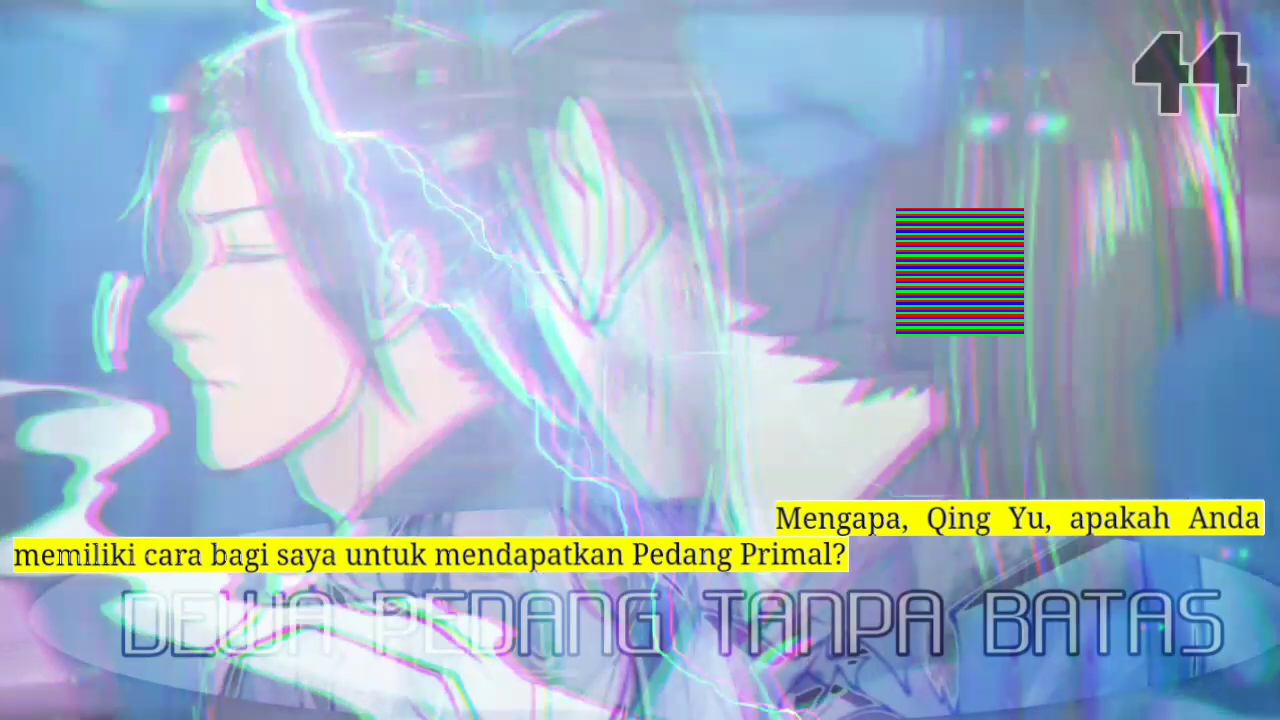 44
Mengapa, Qing Yu, apakah Anda
memiliki cara bagi saya untuk mendapatkan Pedang Primal?
DEWA PEDANG TANPA BATAS